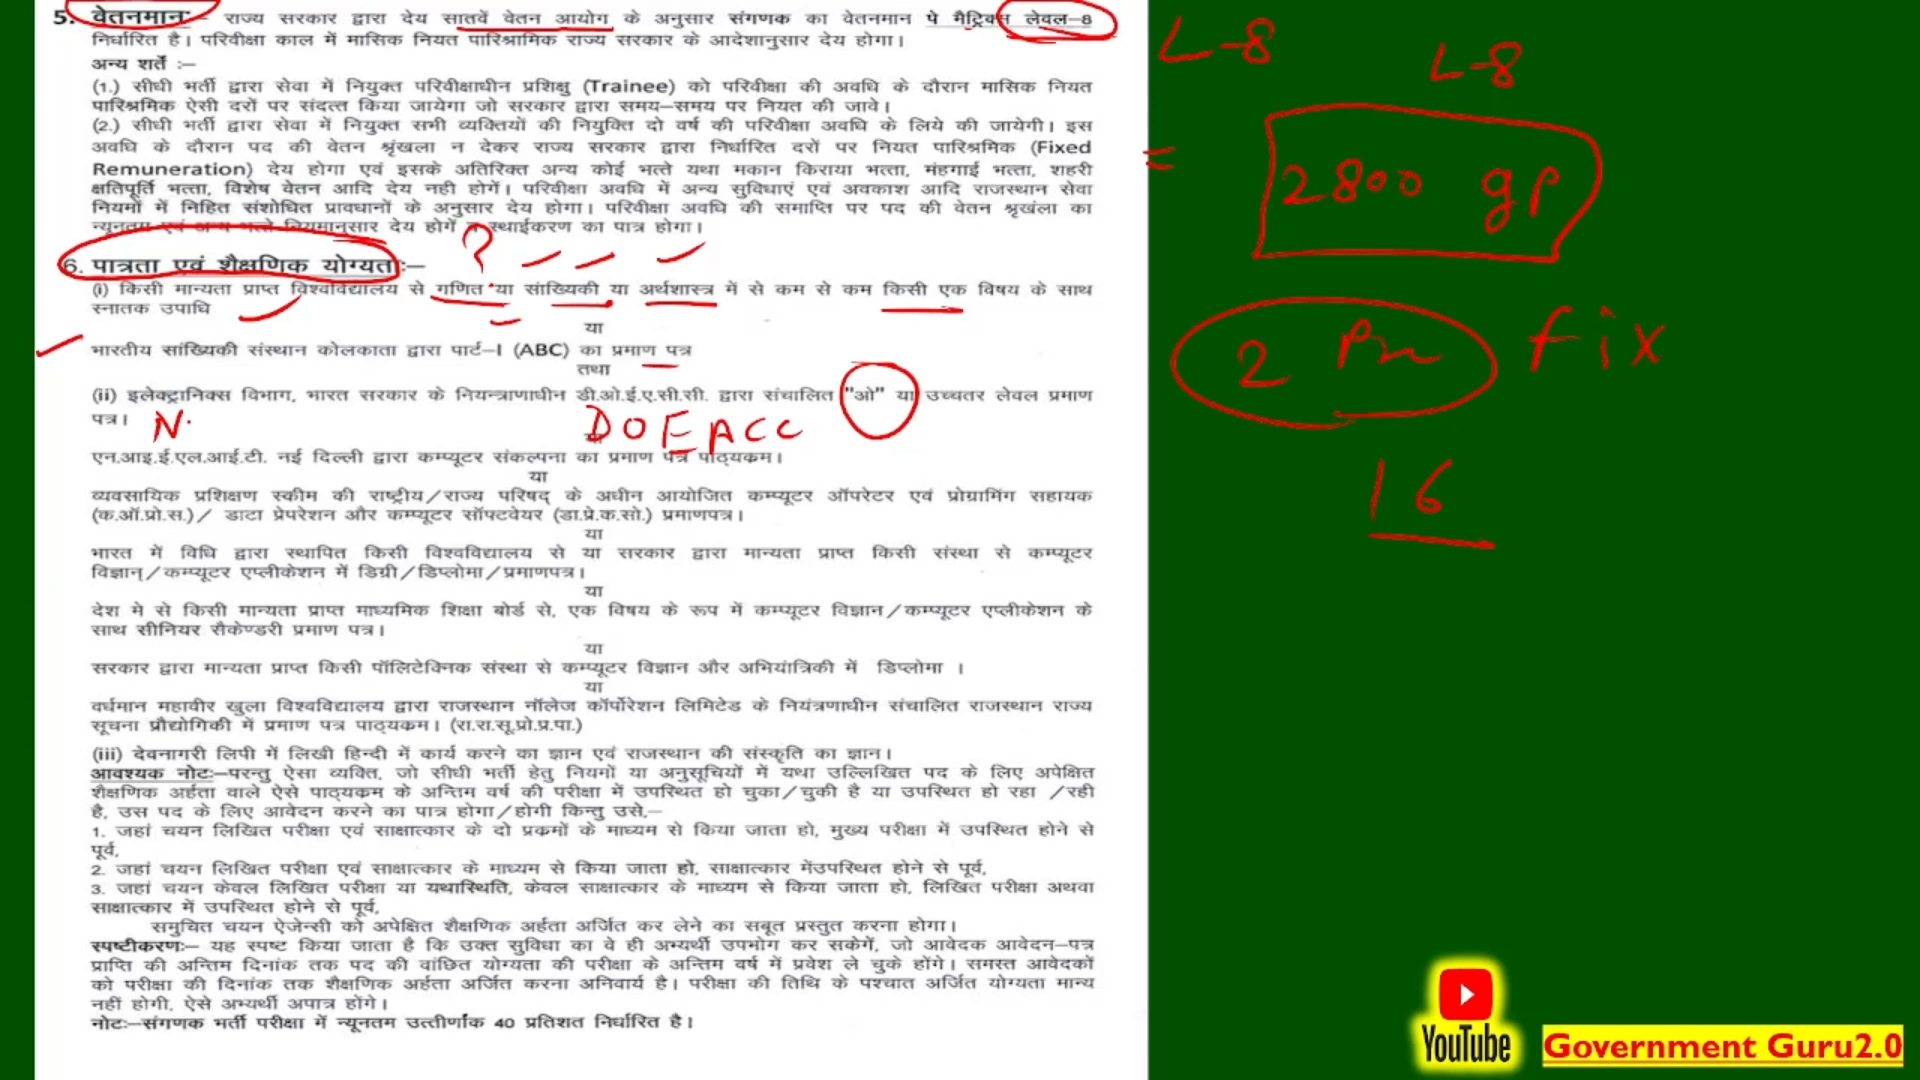 5. वेतनमान:- राज्य सरकार द्वारा देय सातवें वेतन आयोग के अनुसार संगणक का वेतनमान पे मैट्रिक्स लेवल–8
निर्धारित है। परिवीक्षा काल में मासिक नियत पारिश्रामिक राज्य सरकार के आदेशानुसार देय होगा।
अन्य शर्तें :–
(1.) सीधी भर्ती द्वारा सेवा में नियुक्त परिवीक्षाधीन प्रशिक्षु (Trainee) को परिवीक्षा की अवधि के दौरान मासिक नियत
पारिश्रमिक ऐसी दरों पर संदत्त किया जायेगा जो सरकार द्वारा समय–समय पर नियत की जावे।
(2.) सीधी भर्ती द्वारा सेवा में नियुक्त सभी व्यक्तियों की नियुक्ति दो वर्ष की परिवीक्षा अवधि के लिये की जायेगी। इस
अवधि के दौरान पद की वेतन श्रृंखला न देकर राज्य सरकार द्वारा निर्धारित दरों पर नियत पारिश्रमिक (Fixed
Remuneration) देय होगा एवं इसके अतिरिक्त अन्य कोई भत्ते यथा मकान किराया भत्ता, मंहगाई भत्ता, शहरी
क्षतिपूर्ति भत्ता, विशेष वेतन आदि देय नही होगें। परिवीक्षा अवधि में अन्य सुविधाएं एवं अवकाश आदि राजस्थान सेवा
नियमों में निहित संशोधित प्रावधानों के अनुसार देय होगा। परिवीक्षा अवधि की समाप्ति पर पद की वेतन श्रृखंला का
न्यूनतम एवं अन्य भत्ते नियमानुसार देय होगें व स्थाईकरण का पात्र होगा।
?
6. पात्रता एवं शैक्षणिक योग्यता:–
(i) किसी मान्यता प्राप्त विश्वविद्यालय से गणित या सांख्यिकी या अर्थशास्त्र में से कम से कम किसी एक विषय के साथ
स्नातक उपाधि
या
भारतीय सांख्यिकी संस्थान कोलकाता द्वारा पार्ट–I (ABC) का प्रमाण पत्र
तथा
(ii) इलेक्ट्रानिक्स विभाग, भारत सरकार के नियन्त्राणाधीन डी.ओ.ई.ए.सी.सी. द्वारा संचालित "ओ" या उच्चतर लेवल प्रमाण
पत्र।
N. DOEACC
या
एन.आइ.ई.एल.आई.टी. नई दिल्ली द्वारा कम्प्यूटर संकल्पना का प्रमाण पत्र पाठ्यकम।
या
व्यवसायिक प्रशिक्षण स्कीम की राष्ट्रीय/राज्य परिषद् के अधीन आयोजित कम्प्यूटर ऑपरेटर एवं प्रोग्रामिंग सहायक
(क.ऑ.प्रो.स.)/ डाटा प्रेपरेशन और कम्प्यूटर सॉफ्टवेयर (डा.प्रे.क.सो.) प्रमाणपत्र।
या
भारत में विधि द्वारा स्थापित किसी विश्वविद्यालय से या सरकार द्वारा मान्यता प्राप्त किसी संस्था से कम्प्यूटर
विज्ञान्/कम्प्यूटर एप्लीकेशन में डिग्री/डिप्लोमा/प्रमाणपत्र।
या
देश मे से किसी मान्यता प्राप्त माध्यमिक शिक्षा बोर्ड से, एक विषय के रूप में कम्प्यूटर विज्ञान/कम्प्यूटर एप्लीकेशन के
साथ सीनियर सैकेण्डरी प्रमाण पत्र।
या
सरकार द्वारा मान्यता प्राप्त किसी पॉलिटेक्निक संस्था से कम्प्यूटर विज्ञान और अभियांत्रिकी में डिप्लोमा ।
या
वर्धमान महावीर खुला विश्वविद्यालय द्वारा राजस्थान नॉलेज कॉर्पोरेशन लिमिटेड के नियंत्रणाधीन संचालित राजस्थान राज्य
सूचना प्रौद्योगिकी में प्रमाण पत्र पाठ्यकम। (रा.रा.सू.प्रो.प्र.पा.)
(iii) देवनागरी लिपी में लिखी हिन्दी में कार्य करने का ज्ञान एवं राजस्थान की संस्कृति का ज्ञान।
आवश्यक नोटः–परन्तु ऐसा व्यक्ति, जो सीधी भर्ती हेतु नियमों या अनुसूचियों में यथा उल्लिखित पद के लिए अपेक्षित
शैक्षणिक अर्हता वाले ऐसे पाठ्यकम के अन्तिम वर्ष की परीक्षा में उपस्थित हो चुका/चुकी है या उपस्थित हो रहा /रही
है, उस पद के लिए आवेदन करने का पात्र होगा/होगी किन्तु उसे,–
1. जहां चयन लिखित परीक्षा एवं साक्षात्कार के दो प्रकमों के माध्यम से किया जाता हो, मुख्य परीक्षा में उपस्थित होने से
पूर्व,
2. जहां चयन लिखित परीक्षा एवं साक्षात्कार के माध्यम से किया जाता हो, साक्षात्कार मेंउपस्थित होने से पूर्व,
3. जहां चयन केवल लिखित परीक्षा या यथास्थिति, केवल साक्षात्कार के माध्यम से किया जाता हो, लिखित परीक्षा अथवा
साक्षात्कार में उपस्थित होने से पूर्व,
समुचित चयन ऐजेन्सी को अपेक्षित शैक्षणिक अर्हता अर्जित कर लेने का सबूत प्रस्तुत करना होगा।
स्पष्टीकरणः– यह स्पष्ट किया जाता है कि उक्त सुविधा का वे ही अभ्यर्थी उपभोग कर सकेगें, जो आवेदक आवेदन–पत्र
प्राप्ति की अन्तिम दिनांक तक पद की वांछित योग्यता की परीक्षा के अन्तिम वर्ष में प्रवेश ले चुके होंगे। समस्त आवेदकों
को परीक्षा की दिनांक तक शैक्षणिक अर्हता अर्जित करना अनिवार्य है। परीक्षा की तिथि के पश्चात अर्जित योग्यता मान्य
नहीं होगी, ऐसे अभ्यर्थी अपात्र होंगे।
नोटः–संगणक भर्ती परीक्षा में न्यूनतम उत्तीर्णांक 40 प्रतिशत निर्धारित है।
L-8
L-8
= 2800 gp
2 Pr fix
16
YouTube
Government Guru2.0